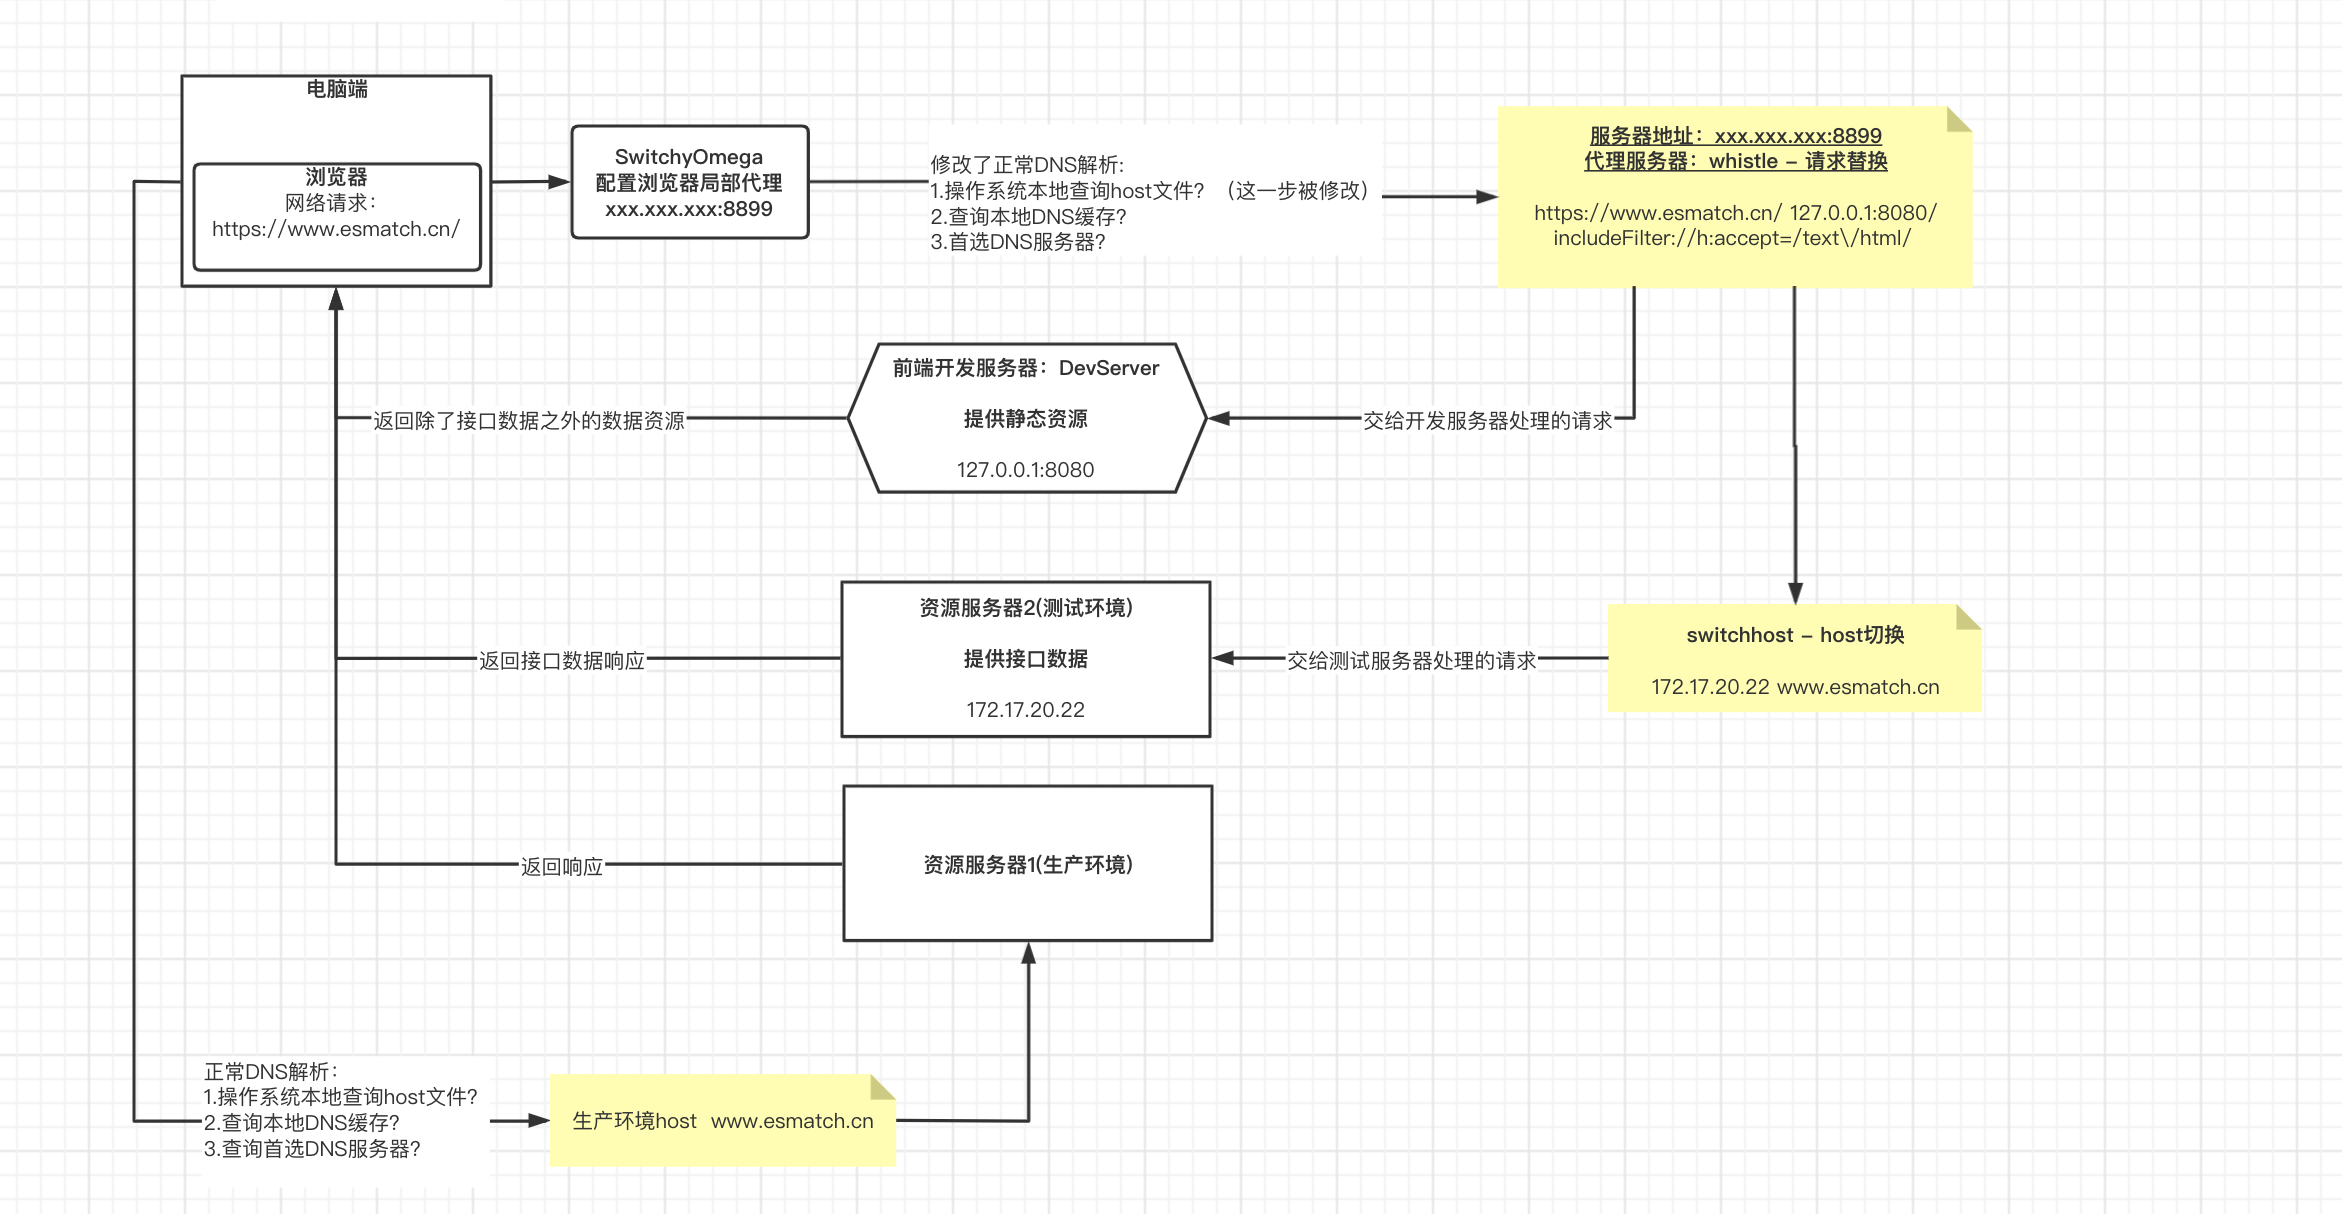 电脑端
浏览器
网络请求：
https://www.esmatch.cn/
SwitchyOmega
配置浏览器局部代理
xxx.xxx.xxx:8899
修改了正常DNS解析:
1.操作系统本地查询host文件？（这一步被修改）
2.查询本地DNS缓存?
3.首选DNS服务器?
服务器地址：xxx.xxx.xxx:8899
代理服务器：whistle – 请求替换
https://www.esmatch.cn/ 127.0.0.1:8080/
includeFilter://h:accept=/text\/html/
前端开发服务器：DevServer
提供静态资源
127.0.0.1:8080
返回除了接口数据之外的数据资源
交给开发服务器处理的请求
资源服务器2(测试环境)
提供接口数据
172.17.20.22
返回接口数据响应
交给测试服务器处理的请求
switchhost – host切换
172.17.20.22 www.esmatch.cn
资源服务器1(生产环境)
返回响应
正常DNS解析：
1.操作系统本地查询host文件?
2.查询本地DNS缓存?
3.查询首选DNS服务器?
生产环境host www.esmatch.cn